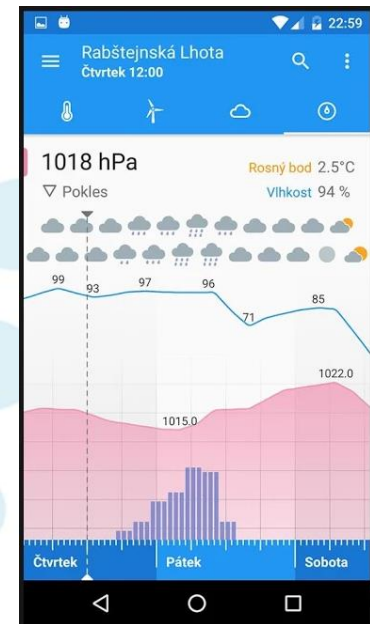 22:59
Rabštejnská Lhota
Čtvrtek 12:00
1018 hPa
Rosný bod 2.5°C
Pokles
Vlhkost 94 %
99
93
97
96
71
85
1022.0
1015.0
Čtvrtek
Pátek
Sobota